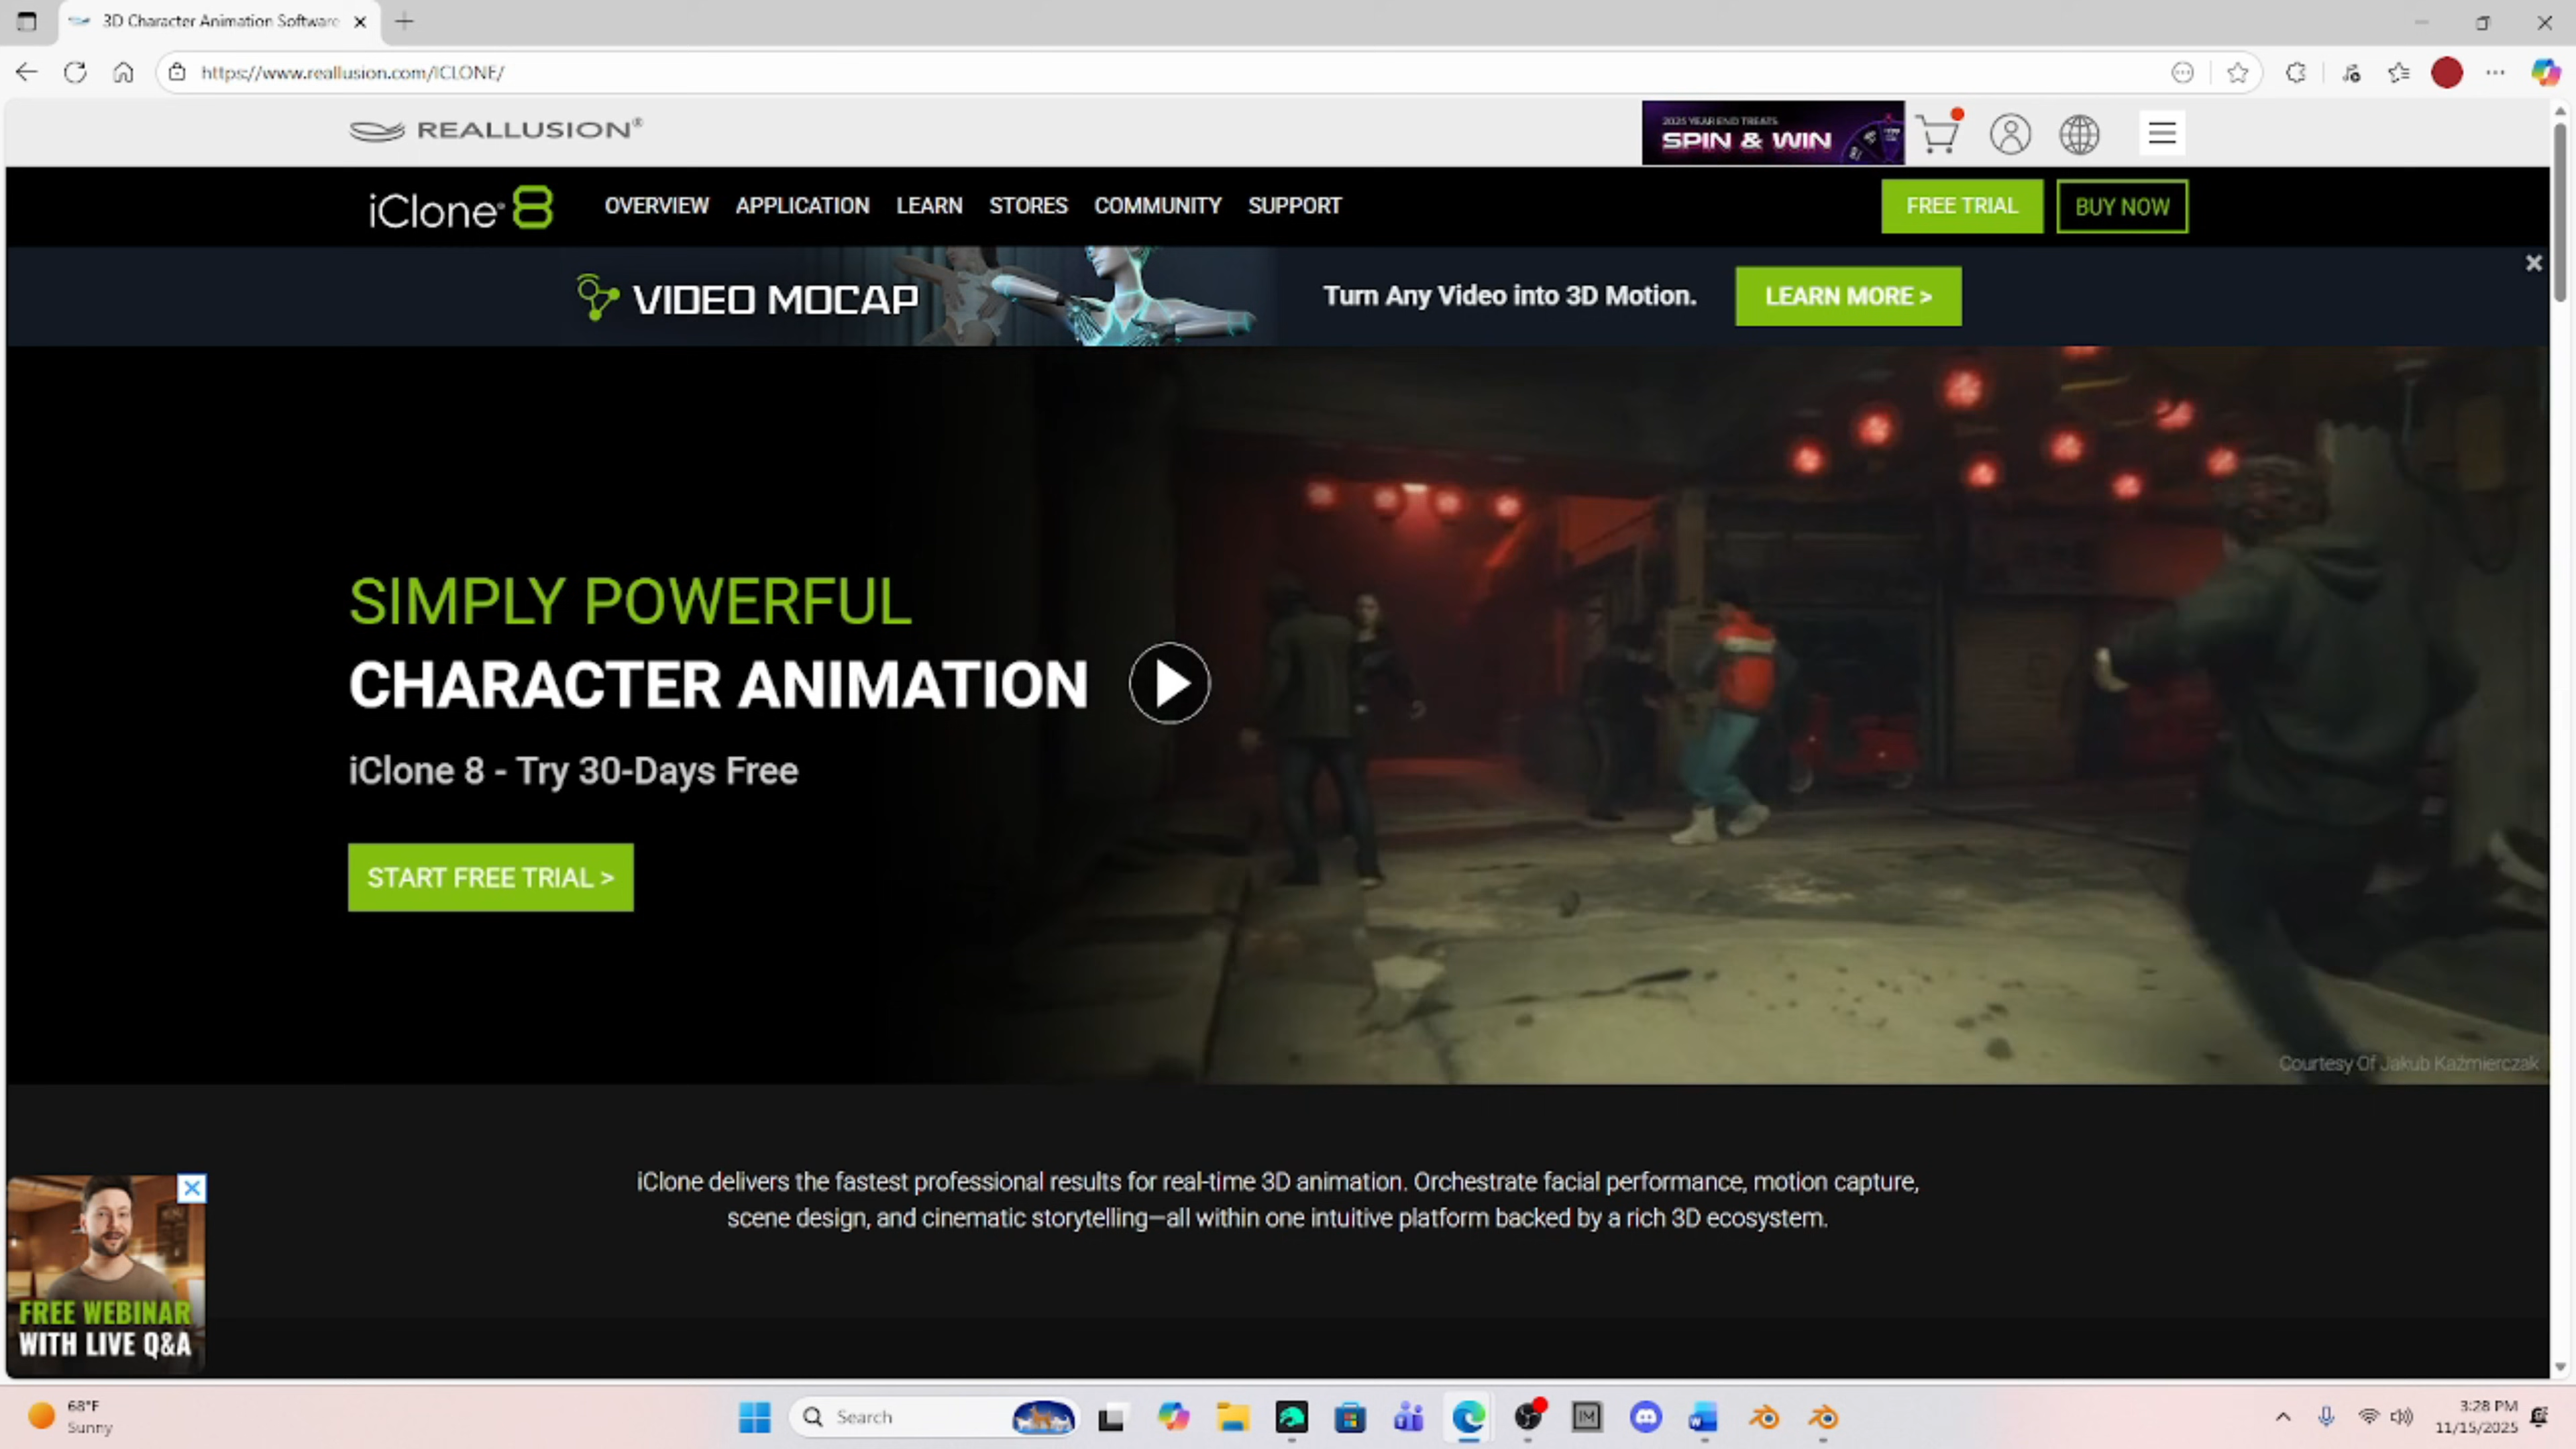 3D Character Animation Software
https://www.reallusion.com/ICLONE/
REALLUSION®
2025 YEAR END TREATS
SPIN & WIN
iClone® 8
OVERVIEW
APPLICATION
LEARN
STORES
COMMUNITY
SUPPORT
FREE TRIAL
BUY NOW
VIDEO MOCAP
Turn Any Video into 3D Motion.
LEARN MORE >
SIMPLY POWERFUL
CHARACTER ANIMATION
iClone 8 - Try 30-Days Free
START FREE TRIAL >
Courtesy Of Jakub Kaźmierczak
iClone delivers the fastest professional results for real-time 3D animation. Orchestrate facial performance, motion capture,
scene design, and cinematic storytelling—all within one intuitive platform backed by a rich 3D ecosystem.
FREE WEBINAR
WITH LIVE Q&A
68°F
Sunny
Search
IM
3:28 PM
11/15/2025